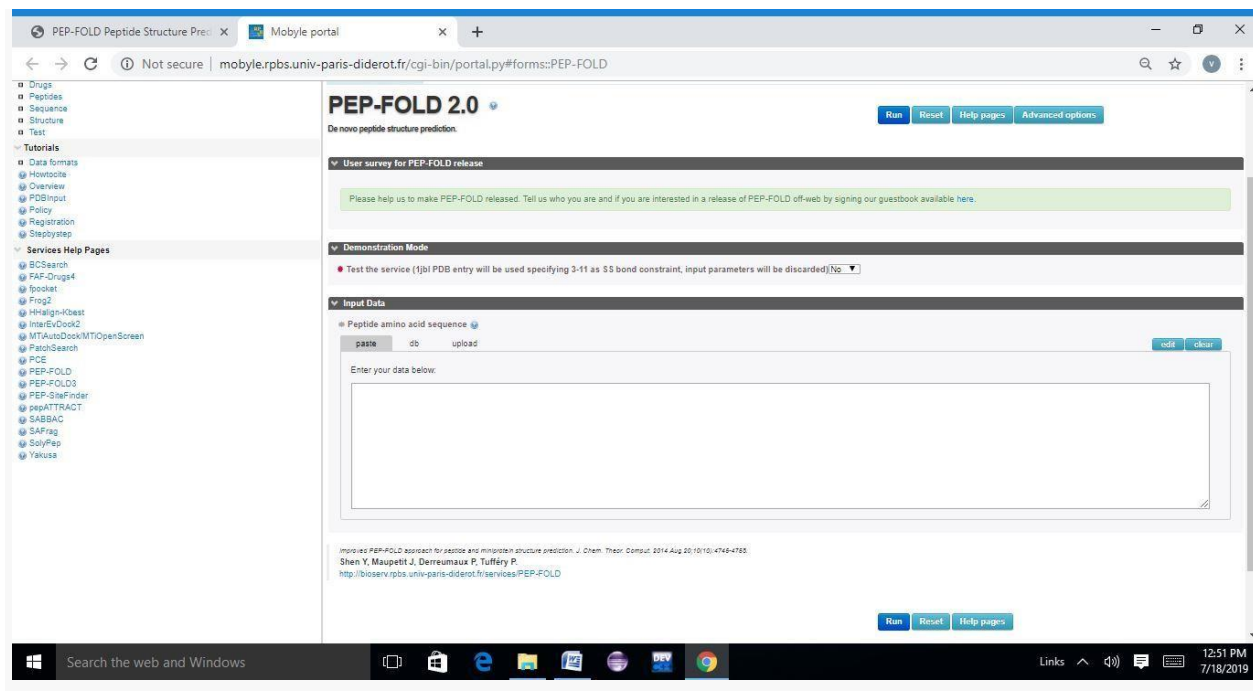 PEP-FOLD Peptide Structure Pred
Mobyle portal
Not secure | mobyle.rpbs.univ-paris-diderot.fr/cgi-bin/portal.py#forms::PEP-FOLD
V
Drugs
Peptides
Sequence
Structure
Test
Tutorials
Data formats
Howtocite
Overview
PDBinput
Policy
Registration
Stepbystep
Services Help Pages
BCSearch
FAF-Drugs4
fpocket
Frog2
HHalign-Kbest
InterEvDock2
MTiAutoDock/MTiOpenScreen
PatchSearch
PCE
PEP-FOLD
PEP-FOLD3
PEP-SiteFinder
pepATTRACT
SABBAC
SAFrag
SolyPep
Yakusa
PEP-FOLD 2.0
Run Reset Help pages Advanced options
De novo peptide structure prediction.
User survey for PEP-FOLD release
Please help us to make PEP-FOLD released. Tell us who you are and if you are interested in a release of PEP-FOLD off-web by signing our guestbook available here.
Demonstration Mode
Test the service (1jbl PDB entry will be used specifying 3-11 as SS bond constraint, input parameters will be discarded) No
Input Data
Peptide amino acid sequence
paste db upload
edit clear
Enter your data below:
Improved PEP-FOLD approach for peptide and miniprotein structure prediction. J. Chem. Theor. Comput. 2014 Aug 20;10(10):4745-4758.
Shen Y, Maupetit J, Derreumaux P, Tufféry P.
http://bioserv.rpbs.univ-paris-diderot.fr/services/PEP-FOLD
Run Reset Help pages
Search the web and Windows
DEV
Links
12:51 PM
7/18/2019